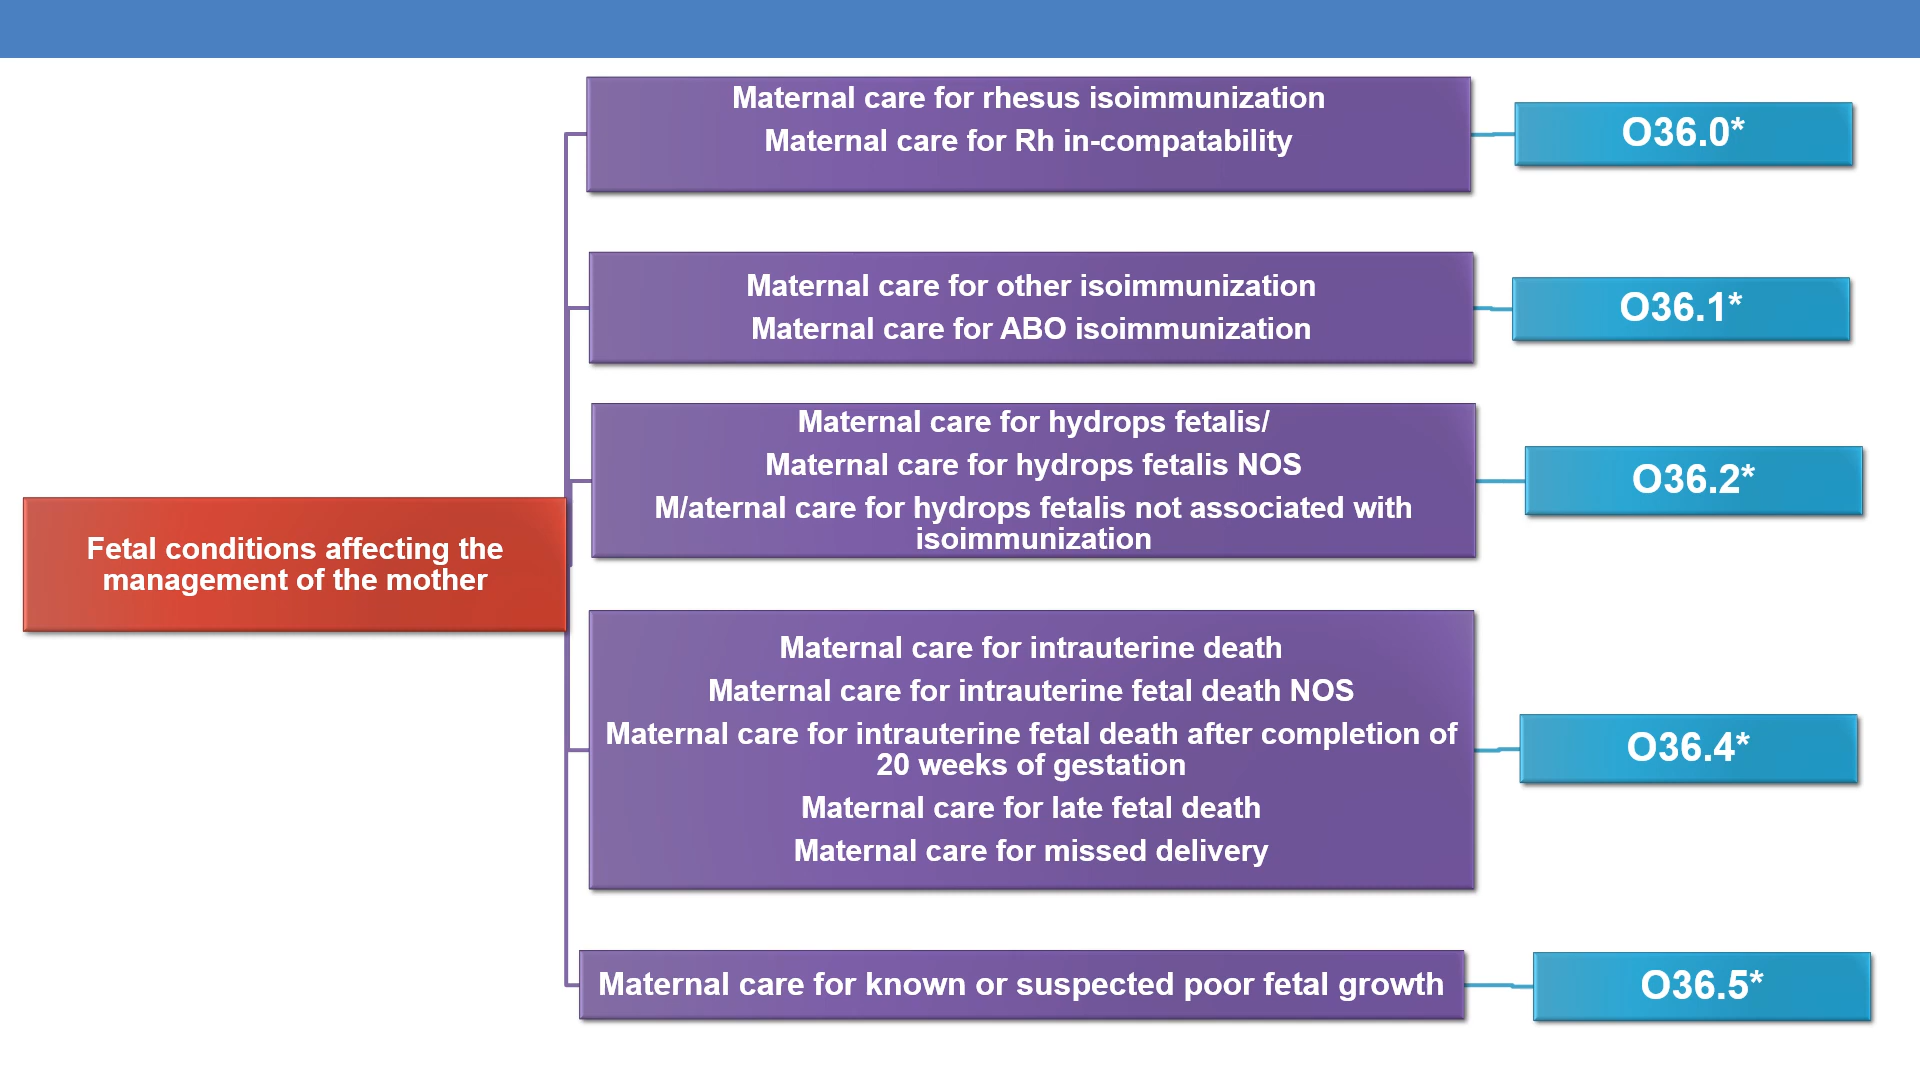 Maternal care for rhesus isoimmunization
Maternal care for Rh in-compatability
O36.0*
Maternal care for other isoimmunization
Maternal care for ABO isoimmunization
O36.1*
Maternal care for hydrops fetalis/
Maternal care for hydrops fetalis NOS
M/aternal care for hydrops fetalis not associated with
isoimmunization
O36.2*
Fetal conditions affecting the
management of the mother
Maternal care for intrauterine death
Maternal care for intrauterine fetal death NOS
Maternal care for intrauterine fetal death after completion of
20 weeks of gestation
Maternal care for late fetal death
Maternal care for missed delivery
O36.4*
Maternal care for known or suspected poor fetal growth
O36.5*